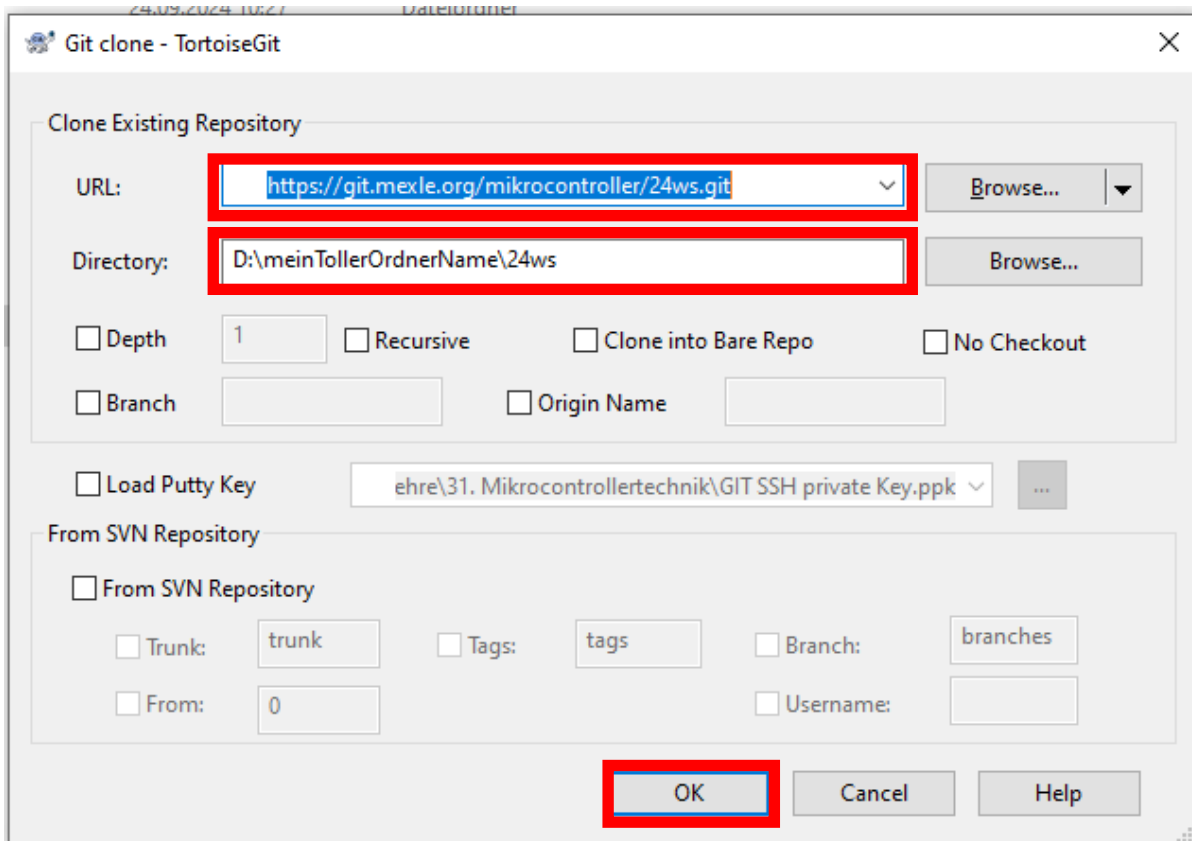 24.09.2024 10:27 Dateiordner
Git clone - TortoiseGit
Clone Existing Repository
URL: https://git.mexle.org/mikrocontroller/24ws.git Browse...
Directory: D:\meinTollerOrdnerName\24ws Browse...
Depth 1 Recursive Clone into Bare Repo No Checkout
Branch Origin Name
Load Putty Key ehre\31. Mikrocontrollertechnik\GIT SSH private Key.ppk ...
From SVN Repository
From SVN Repository
Trunk: trunk Tags: tags Branch: branches
From: 0 Username:
OK Cancel Help